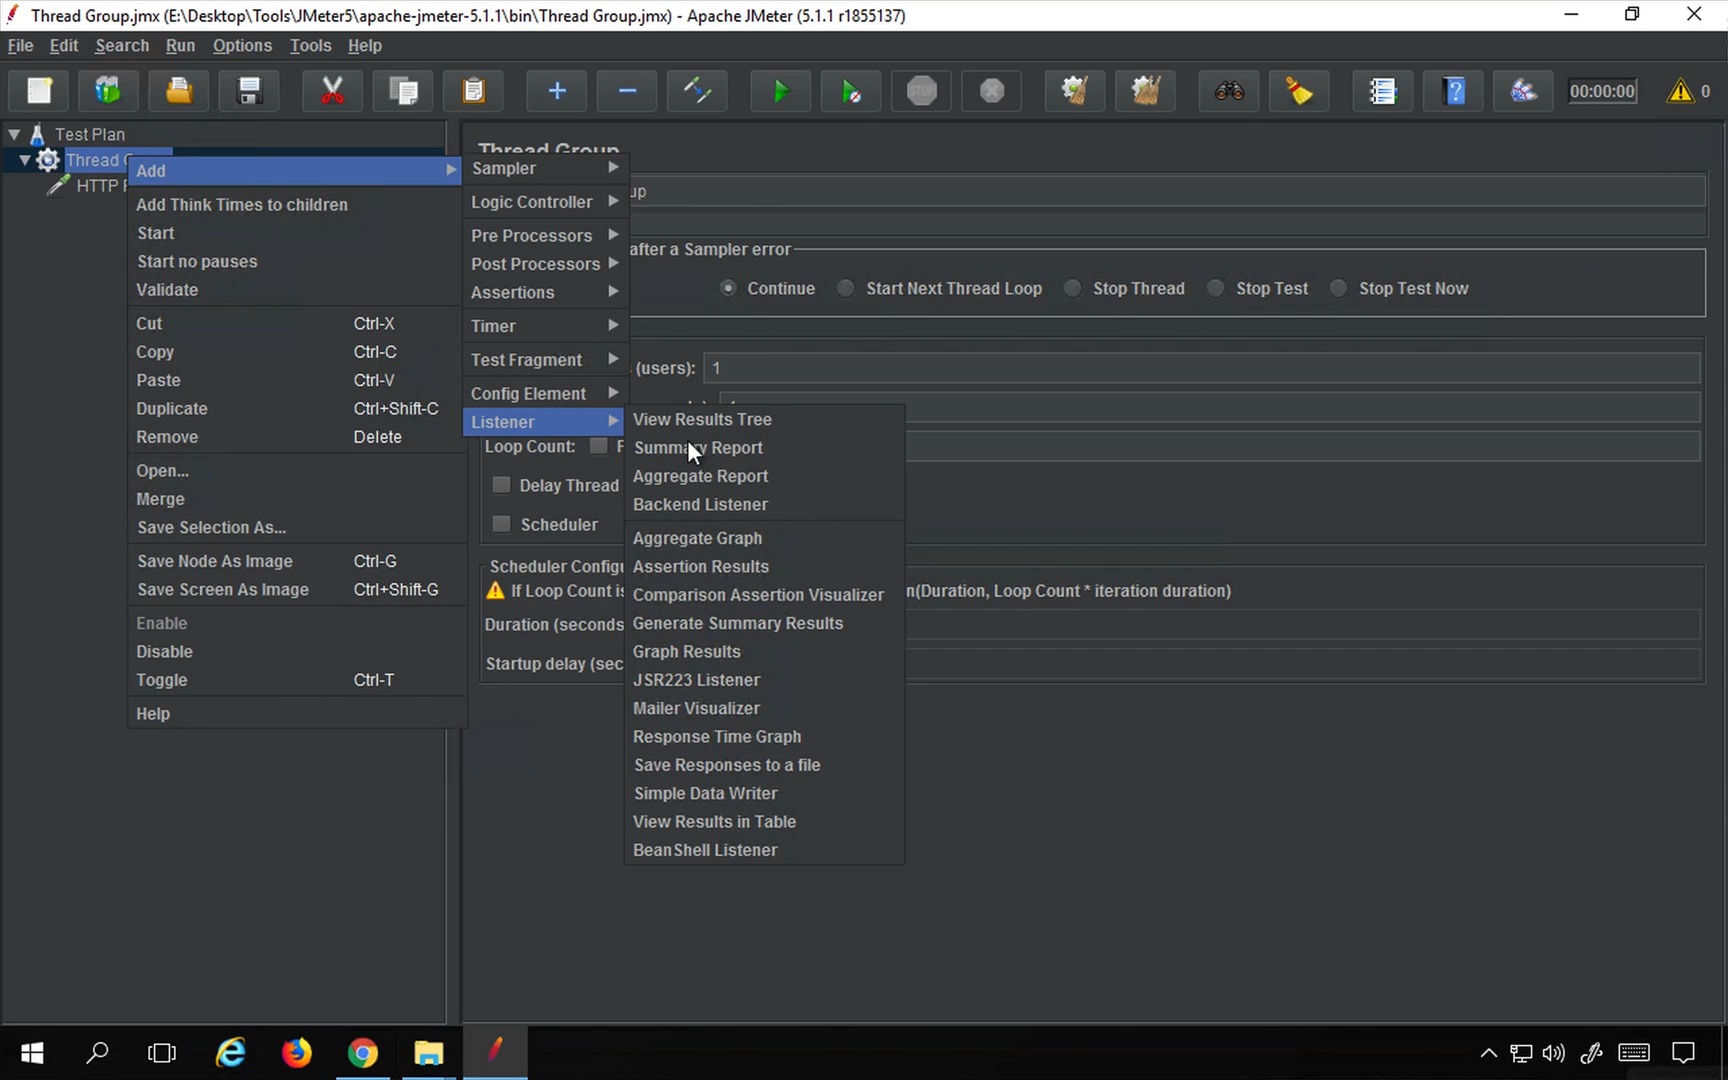 Thread Group.jmx (E:\Desktop\Tools\JMeter5\apache-jmeter-5.1.1\bin\Thread Group.jmx) - Apache JMeter (5.1.1 r1855137)
File Edit Search Run Options Tools Help
STOP
00:00:00
0
Test Plan
Thread G
HTTP
Add
Add Think Times to children
Start
Start no pauses
Validate
Cut Ctrl-X
Copy Ctrl-C
Paste Ctrl-V
Duplicate Ctrl+Shift-C
Remove Delete
Open...
Merge
Save Selection As...
Save Node As Image Ctrl-G
Save Screen As Image Ctrl+Shift-G
Enable
Disable
Toggle Ctrl-T
Help
Sampler
Logic Controller
Pre Processors
Post Processors
Assertions
Timer
Test Fragment
Config Element
Listener
View Results Tree
Summary Report
Aggregate Report
Backend Listener
Aggregate Graph
Assertion Results
Comparison Assertion Visualizer
Generate Summary Results
Graph Results
JSR223 Listener
Mailer Visualizer
Response Time Graph
Save Responses to a file
Simple Data Writer
View Results in Table
BeanShell Listener
Thread Group
up
after a Sampler error
Continue Start Next Thread Loop Stop Thread Stop Test Stop Test Now
(users): 1
Loop Count: F
Delay Thread
Scheduler
Scheduler Configu
If Loop Count is n(Duration, Loop Count * iteration duration)
Duration (seconds
Startup delay (sec